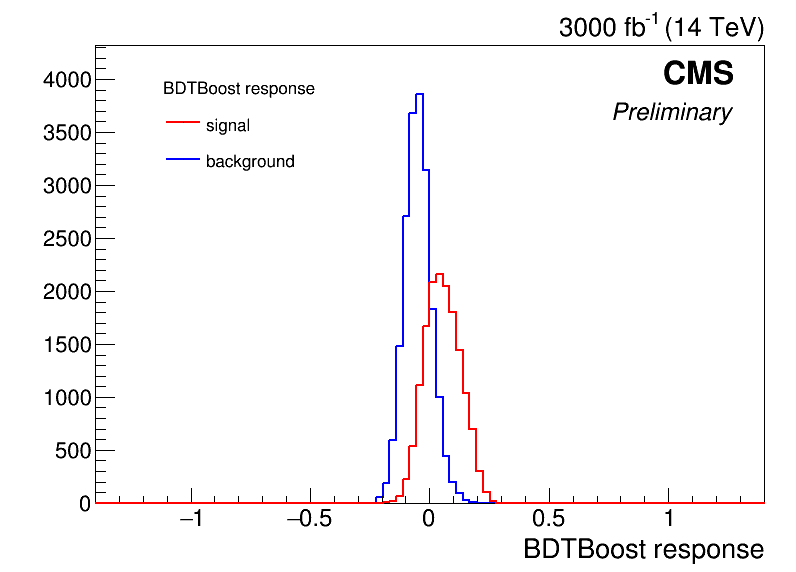 3000 fb⁻¹ (14 TeV)
CMS
Preliminary
BDTBoost response
signal
background
4000
3500
3000
2500
2000
1500
1000
500
0
−1
−0.5
0
0.5
1
BDTBoost response